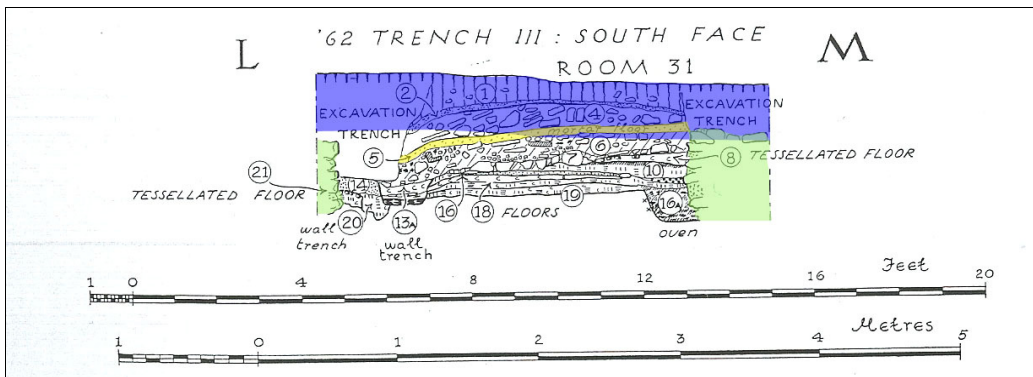 '62 TRENCH III : SOUTH FACE
L M
ROOM 31
2 1
EXCAVATION TRENCH 4 EXCAVATION TRENCH
mortar floor
5 6 7 8 TESSELLATED FLOOR
21 14 10
TESSELLATED FLOOR
20 13A 16 18 FLOORS 19 16A
wall trench wall trench oven
1 0 4 8 12 16 Feet 20
Metres
1 0 1 2 3 4 5